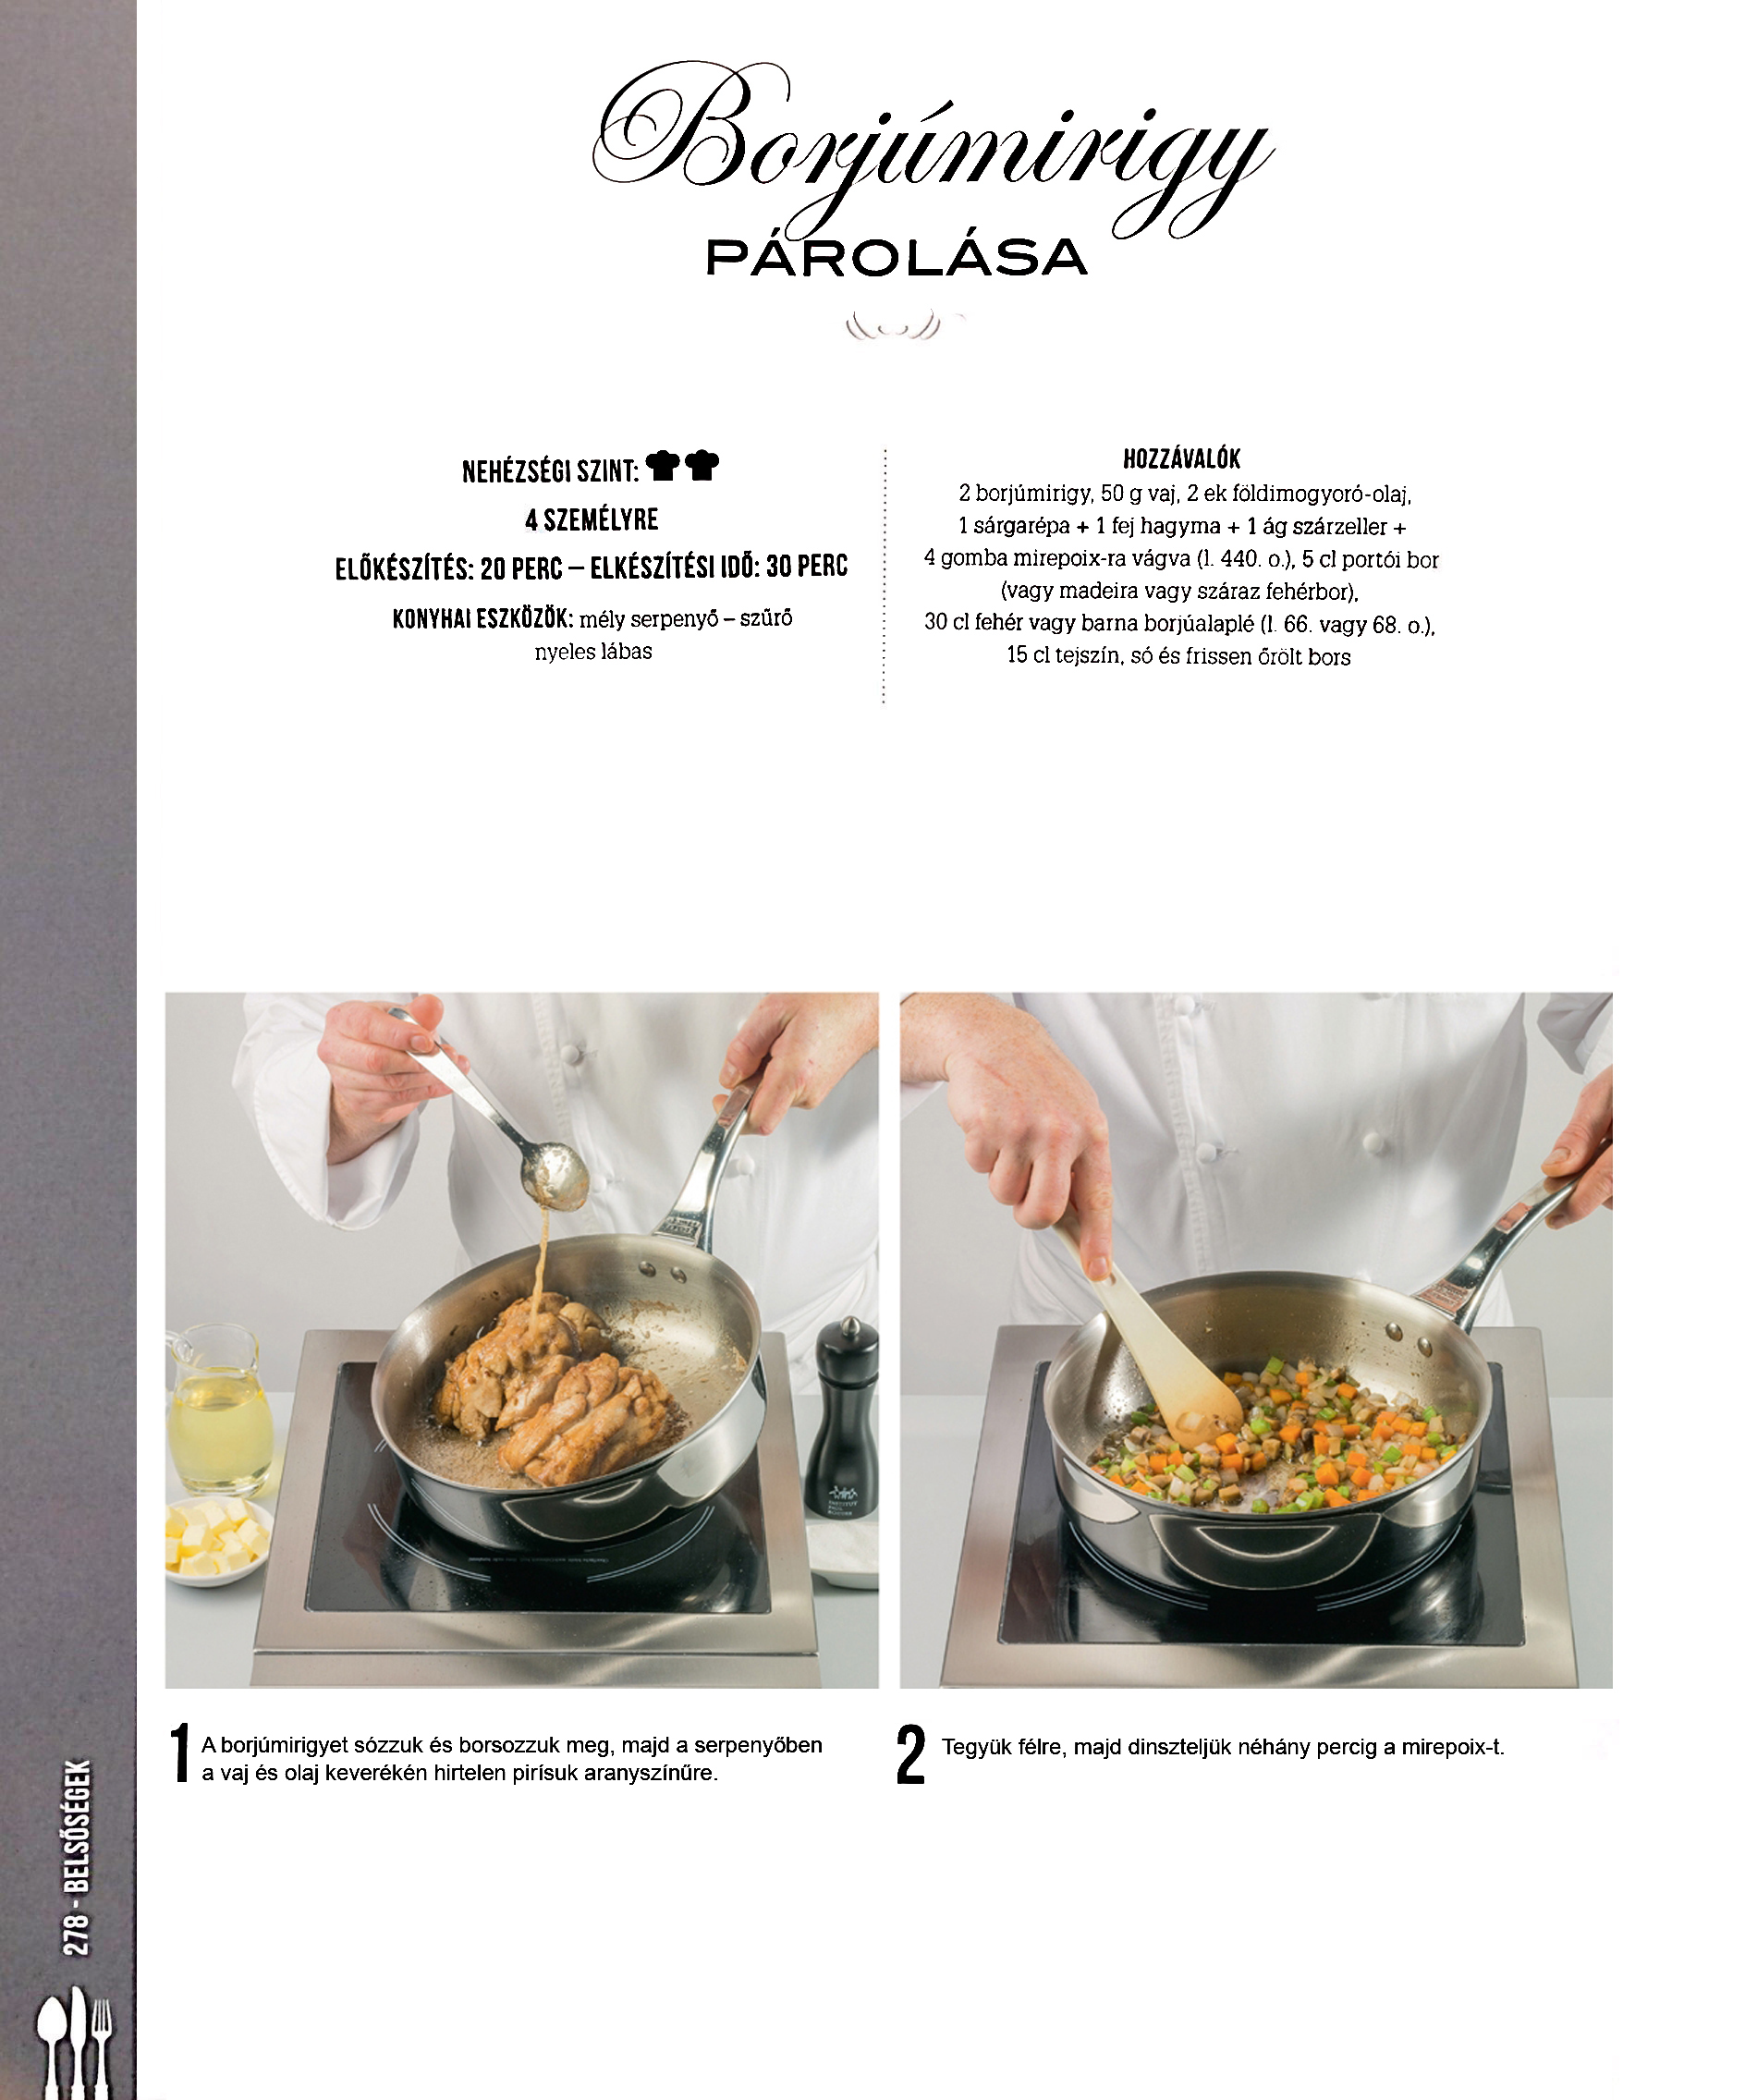 Borjúmirigy
PÁROLÁSA
NEHÉZSÉGI SZINT:
4 SZEMÉLYRE
ELŐKÉSZÍTÉS: 20 PERC – ELKÉSZÍTÉSI IDŐ: 30 PERC
KONYHAI ESZKÖZÖK: mély serpenyő – szűrő
nyeles lábas
HOZZÁVALÓK
2 borjúmirigy, 50 g vaj, 2 ek földimogyoró-olaj,
1 sárgarépa + 1 fej hagyma + 1 ág szárzeller +
4 gomba mirepoix-ra vágva (l. 440. o.), 5 cl portói bor
(vagy madeira vagy száraz fehérbor),
30 cl fehér vagy barna borjúalaplé (l. 66. vagy 68. o.),
15 cl tejszín, só és frissen őrölt bors
INSTITUT
PAUL
BOCUSE
1 A borjúmirigyet sózzuk és borsozzuk meg, majd a serpenyőben
a vaj és olaj keverékén hirtelen pirísuk aranyszínűre.
2 Tegyük félre, majd dinszteljük néhány percig a mirepoix-t.
278 - BELSŐSÉGEK